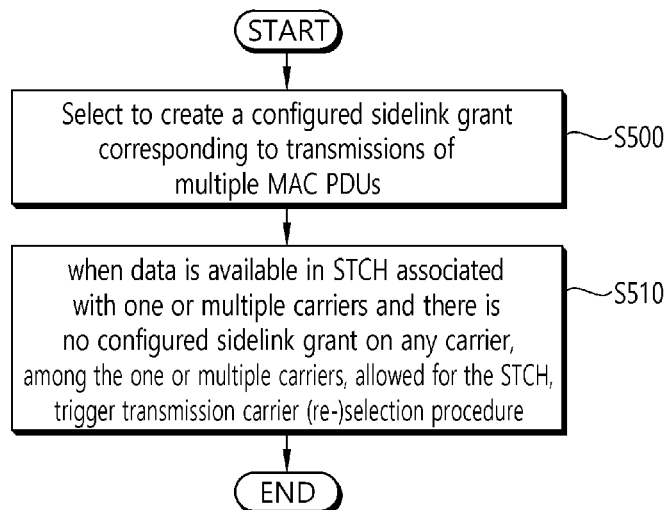 START
Select to create a configured sidelink grant
corresponding to transmissions of
multiple MAC PDUs
S500
when data is available in STCH associated
with one or multiple carriers and there is
no configured sidelink grant on any carrier,
among the one or multiple carriers, allowed for the STCH,
trigger transmission carrier (re-)selection procedure
S510
END